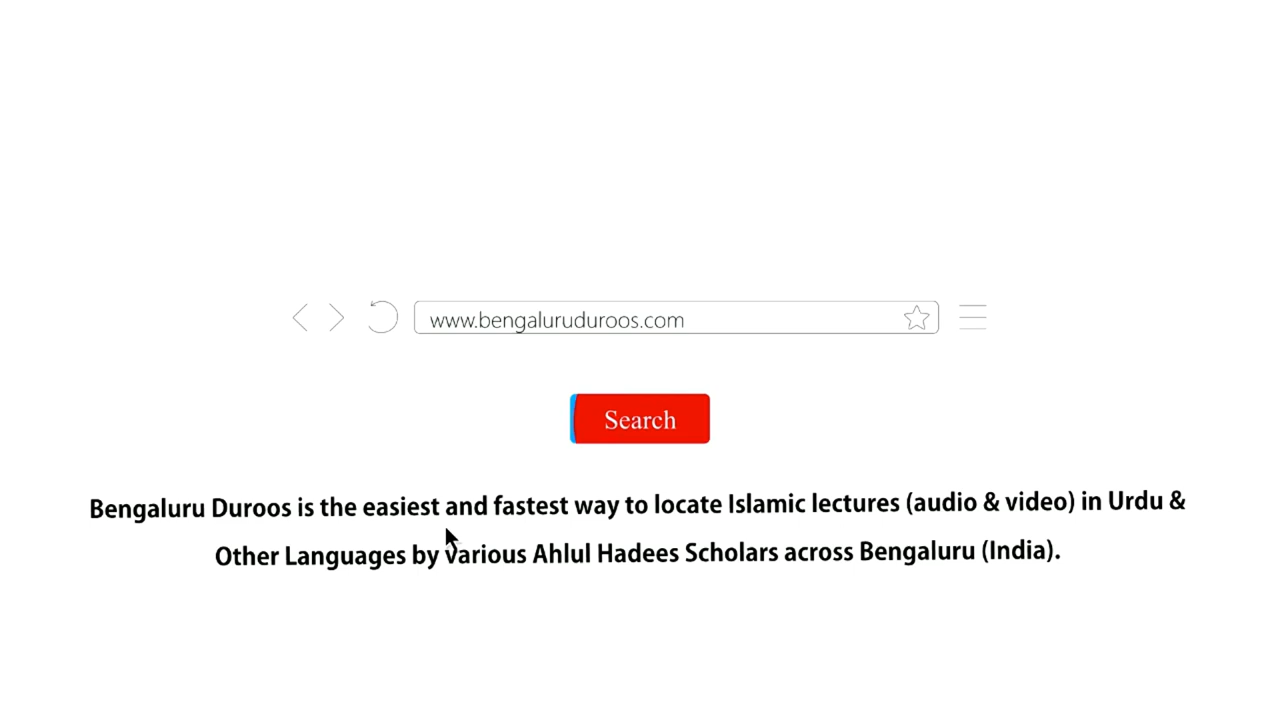 www.bengaluruduroos.com
Search
Bengaluru Duroos is the easiest and fastest way to locate Islamic lectures (audio & video) in Urdu &
Other Languages by various Ahlul Hadees Scholars across Bengaluru (India).